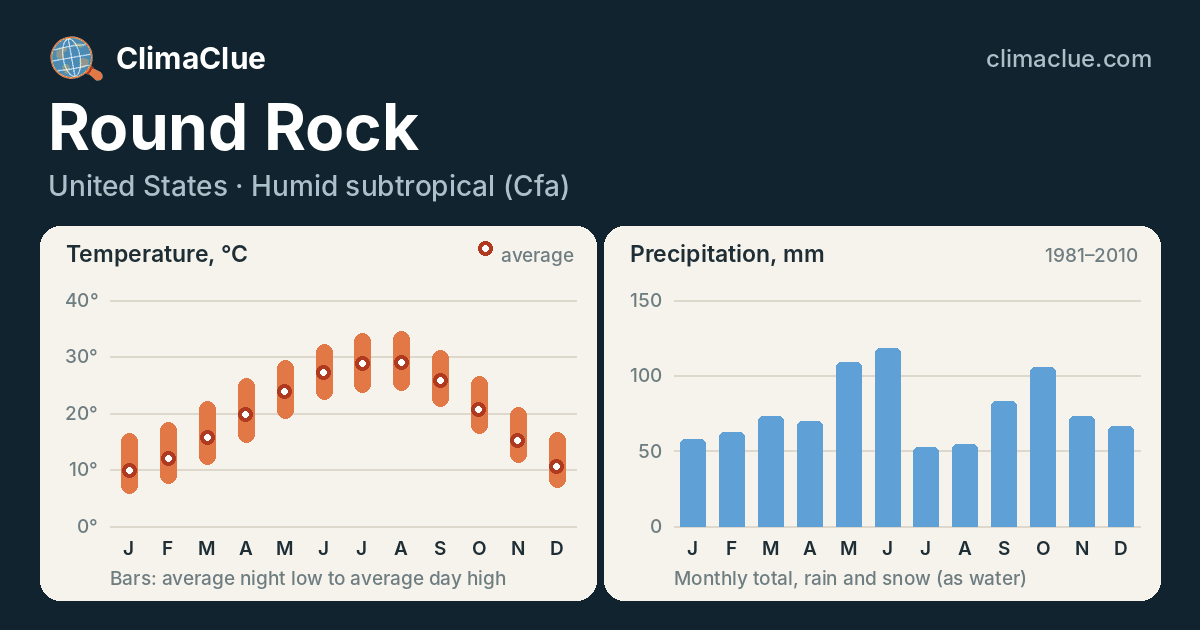 ClimaClue
climaclue.com
Round Rock
United States · Humid subtropical (Cfa)
Temperature, °C
average
40°
30°
20°
10°
0°
J F M A M J J A S O N D
Bars: average night low to average day high
Precipitation, mm
1981–2010
150
100
50
0
J F M A M J J A S O N D
Monthly total, rain and snow (as water)